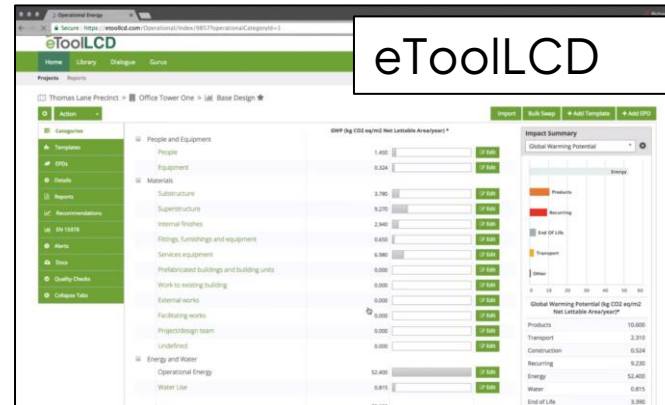 Operational Energy
Secure | https://etoollcd.com/Operational/Index/9857?operationalCategoryId=3
eToolLCD
eToolLCD
Home Library Dialogue Gurus
Projects Reports
Thomas Lane Precinct > Office Tower One > Base Design
Action
Import Bulk Swap + Add Template + Add EPD
Categories
Templates
EPDs
Details
Reports
Recommendations
EN 15978
Alerts
Docs
Quality Checks
Collapse Tabs
GWP (kg CO2 eq/m2 Net Lettable Area/year) *
People and Equipment
People 1.450 Edit
Equipment 0.324 Edit
Materials
Substructure 3.790 Edit
Superstructure 9.270 Edit
Internal finishes 2.940 Edit
Fittings, furnishings and equipment 0.650 Edit
Services equipment 6.980 Edit
Prefabricated buildings and building units 0.000 Edit
Work to existing building 0.000 Edit
External works 0.000 Edit
Facilitating works 0.000 Edit
Project/design team 0.000 Edit
Undefined 0.000 Edit
Energy and Water
Operational Energy 52.400 Edit
Water Use 0.815 Edit
Impact Summary
Global Warming Potential
Energy
Products
Recurring
End Of Life
Transport
Other
0 10 20 30 40 50 60
Global Warming Potential (kg CO2 eq/m2
Net Lettable Area/year)*
Products 10.600
Transport 2.310
Construction 0.524
Recurring 9.230
Energy 52.400
Water 0.815
End of Life 3.390